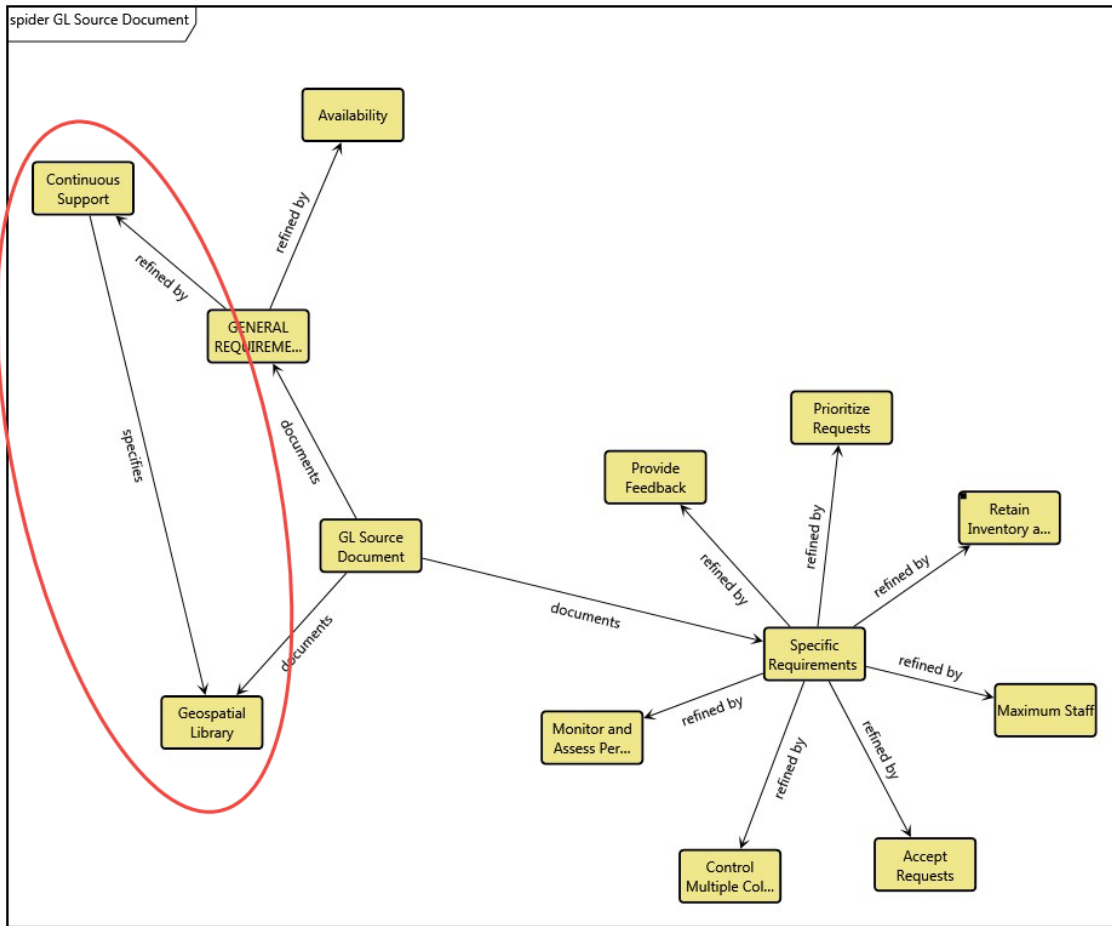 spider GL Source Document
Availability
Continuous
Support
refined by
refined by
GENERAL
REQUIREME...
specifies
documents
GL Source
Document
documents
documents
Geospatial
Library
Prioritize
Requests
Provide
Feedback
Retain
Inventory a...
refined by
refined by
refined by
Specific
Requirements
refined by
Maximum Staff
refined by
Monitor and
Assess Per...
refined by
refined by
Control
Multiple Col...
Accept
Requests